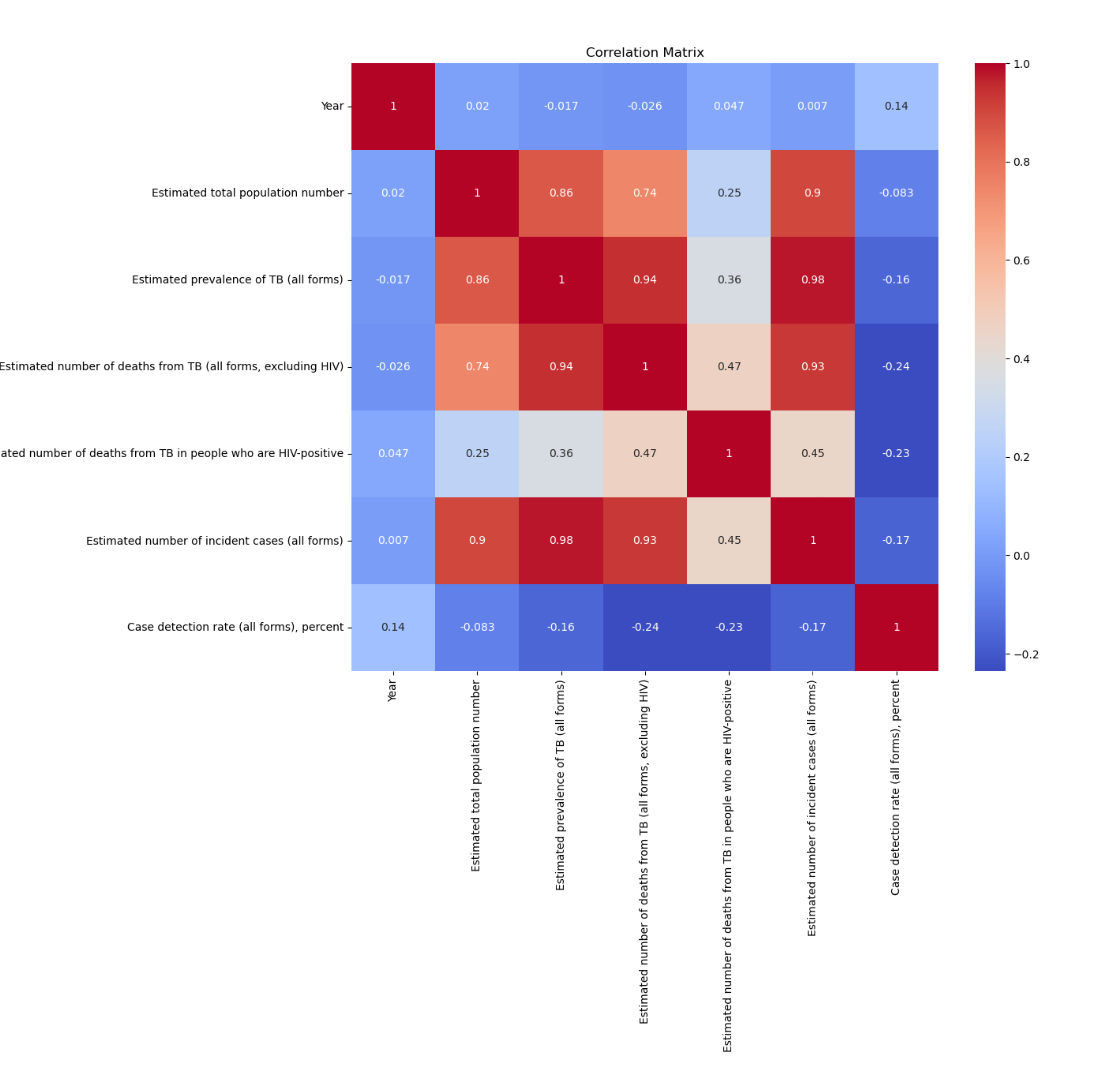 Correlation Matrix
Year
1 0.02 -0.017 -0.026 0.047 0.007 0.14
Estimated total population number
0.02 1 0.86 0.74 0.25 0.9 -0.083
Estimated prevalence of TB (all forms)
-0.017 0.86 1 0.94 0.36 0.98 -0.16
Estimated number of deaths from TB (all forms, excluding HIV)
-0.026 0.74 0.94 1 0.47 0.93 -0.24
ated number of deaths from TB in people who are HIV-positive
0.047 0.25 0.36 0.47 1 0.45 -0.23
Estimated number of incident cases (all forms)
0.007 0.9 0.98 0.93 0.45 1 -0.17
Case detection rate (all forms), percent
0.14 -0.083 -0.16 -0.24 -0.23 -0.17 1
Year
Estimated total population number
Estimated prevalence of TB (all forms)
Estimated number of deaths from TB (all forms, excluding HIV)
Estimated number of deaths from TB in people who are HIV-positive
Estimated number of incident cases (all forms)
Case detection rate (all forms), percent
1.0
0.8
0.6
0.4
0.2
0.0
−0.2